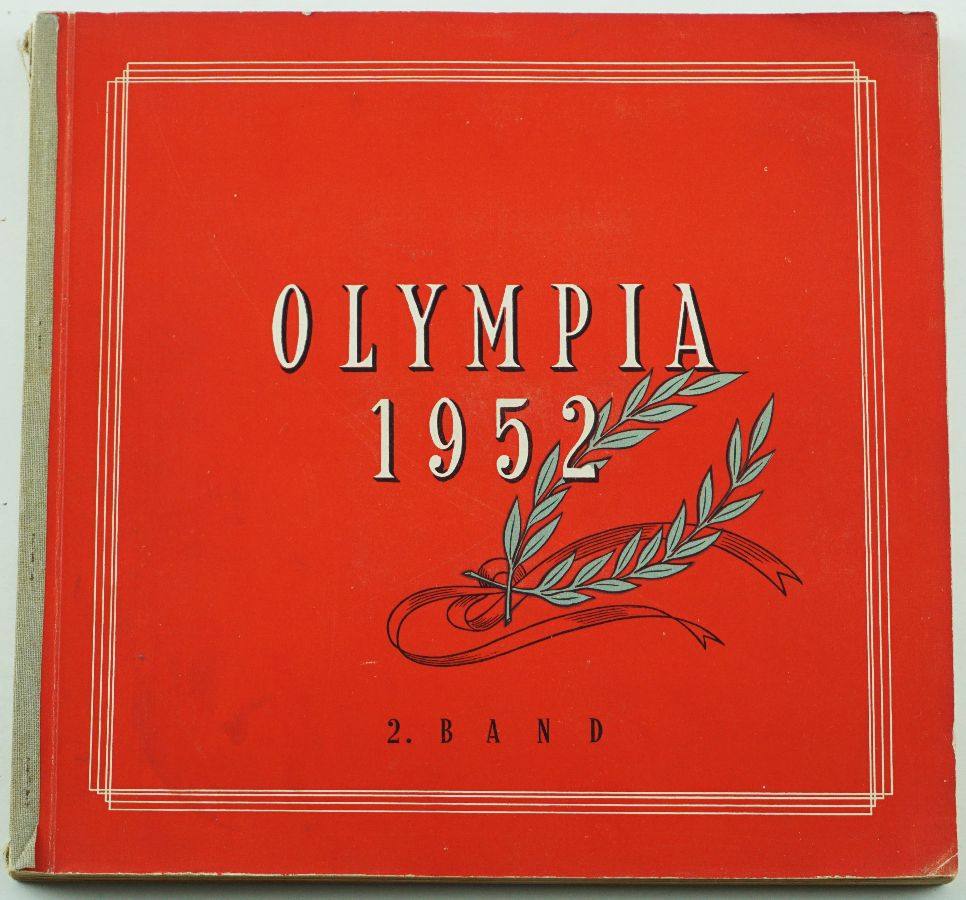 OLYMPIA
1952
2. BAND